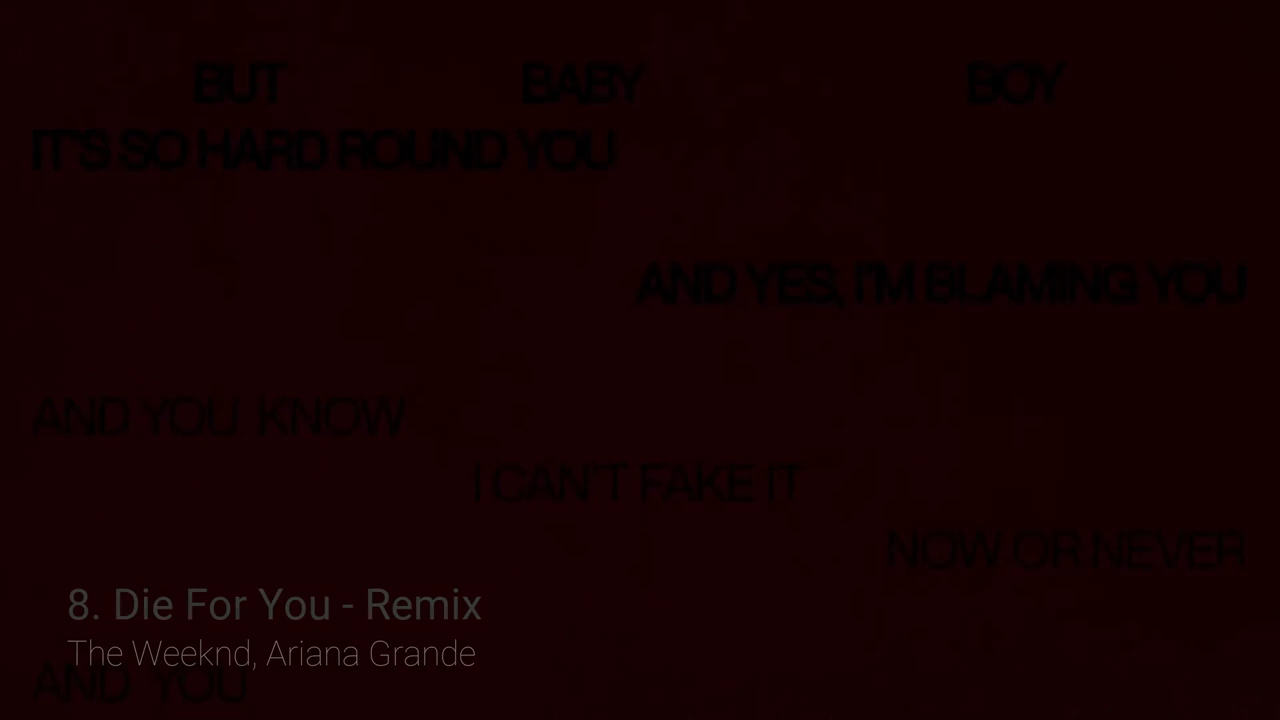 BUT BABY BOY
IT'S SO HARD ROUND YOU
AND YES, I'M BLAMING YOU
AND YOU KNOW
I CAN'T FAKE IT
NOW OR NEVER
8. Die For You - Remix
The Weeknd, Ariana Grande
AND YOU